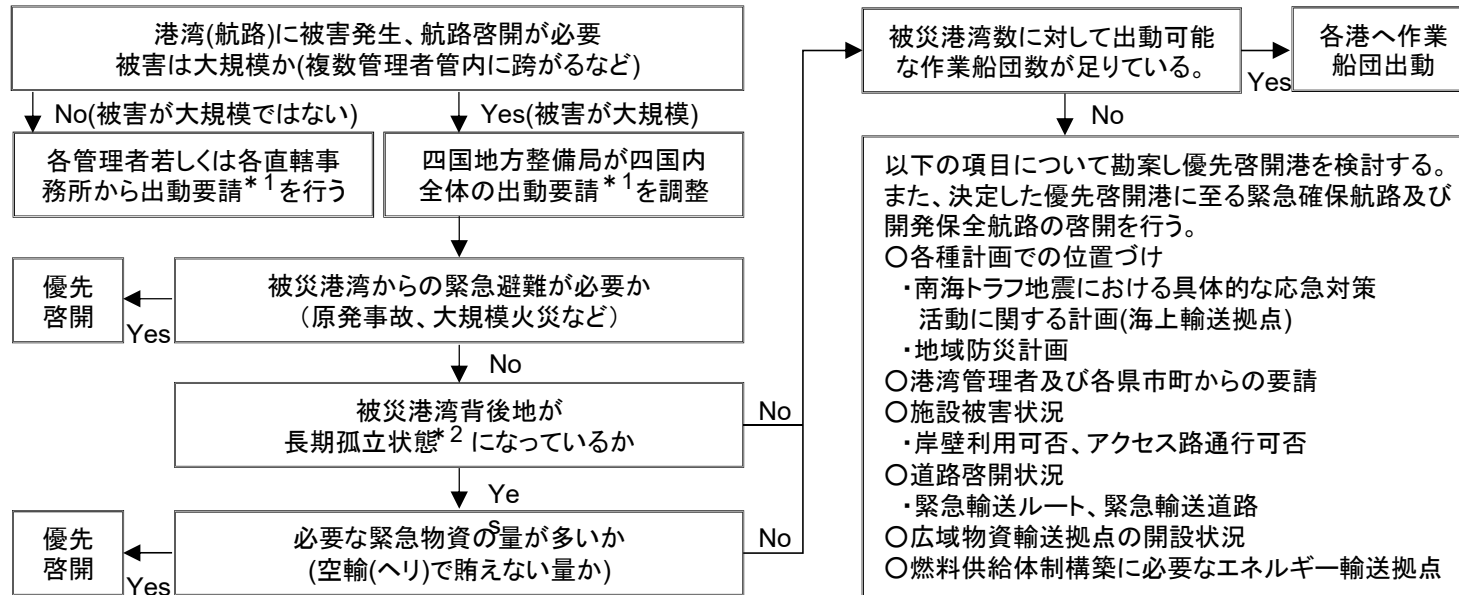 港湾(航路)に被害発生、航路啓開が必要
被害は大規模か(複数管理者管内に跨がるなど)
No(被害が大規模ではない)
Yes(被害が大規模)
各管理者若しくは各直轄事
務所から出動要請*1を行う
四国地方整備局が四国内
全体の出動要請*1を調整
優先
啓開
Yes
被災港湾からの緊急避難が必要か
(原発事故、大規模火災など)
No
被災港湾背後地が
長期孤立状態*2になっているか
No
Ye
s
優先
啓開
Yes
必要な緊急物資の量が多いか
(空輸(ヘリ)で賄えない量か)
No
被災港湾数に対して出動可能
な作業船団数が足りている。
Yes
各港へ作業
船団出動
No
以下の項目について勘案し優先啓開港を検討する。
また、決定した優先啓開港に至る緊急確保航路及び
開発保全航路の啓開を行う。
○各種計画での位置づけ
・南海トラフ地震における具体的な応急対策
活動に関する計画(海上輸送拠点)
・地域防災計画
○港湾管理者及び各県市町からの要請
○施設被害状況
・岸壁利用可否、アクセス路通行可否
○道路啓開状況
・緊急輸送ルート、緊急輸送道路
○広域物資輸送拠点の開設状況
○燃料供給体制構築に必要なエネルギー輸送拠点